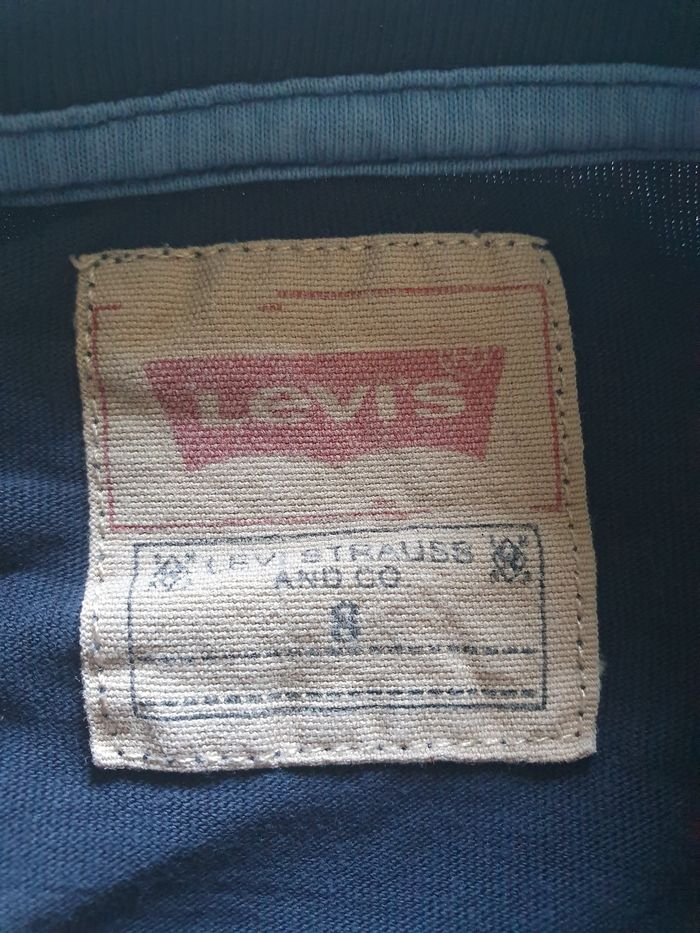 Levi's
LEVI STRAUSS
AND CO
S